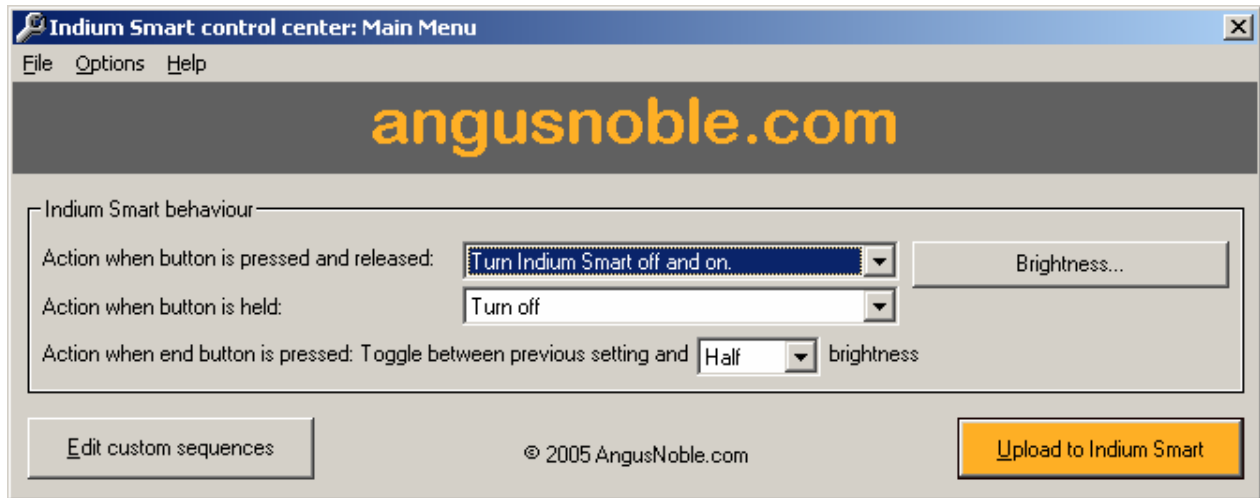 Indium Smart control center: Main Menu
File Options Help
angusnoble.com
Indium Smart behaviour
Action when button is pressed and released: Turn Indium Smart off and on. Brightness...
Action when button is held: Turn off
Action when end button is pressed: Toggle between previous setting and Half brightness
Edit custom sequences © 2005 AngusNoble.com Upload to Indium Smart